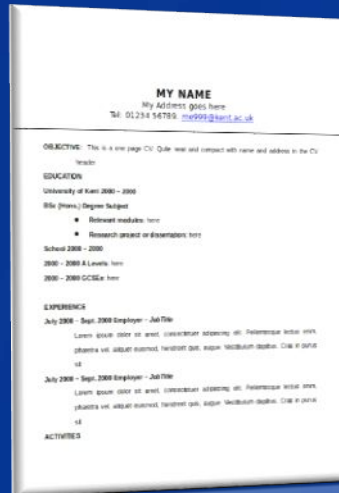 MY NAME
My Address goes here
Tel: 01234 56789. me999@kent.ac.uk
OBJECTIVE: This is a one page CV. Quite neat and compact with name and address in the CV
header
EDUCATION
University of Kent 2000 – 2000
BSc (Hons.) Degree Subject
• Relevant modules: here
• Research project or dissertation: here
School 2000 – 2000
2000 – 2000 A Levels: here
2000 – 2000 GCSEs: here
EXPERIENCE
July 2000 – Sept. 2000 Employer – Job Title
Lorem ipsum dolor sit amet, consectetuer adipiscing elit. Pellentesque lectus enim,
pharetra vel, aliquet euismod, hendrerit quis, augue. Vestibulum dapibus. Cras in purus
sit
July 2000 – Sept. 2000 Employer – Job Title
Lorem ipsum dolor sit amet, consectetuer adipiscing elit. Pellentesque lectus enim,
pharetra vel, aliquet euismod, hendrerit quis, augue. Vestibulum dapibus. Cras in purus
sit
ACTIVITIES